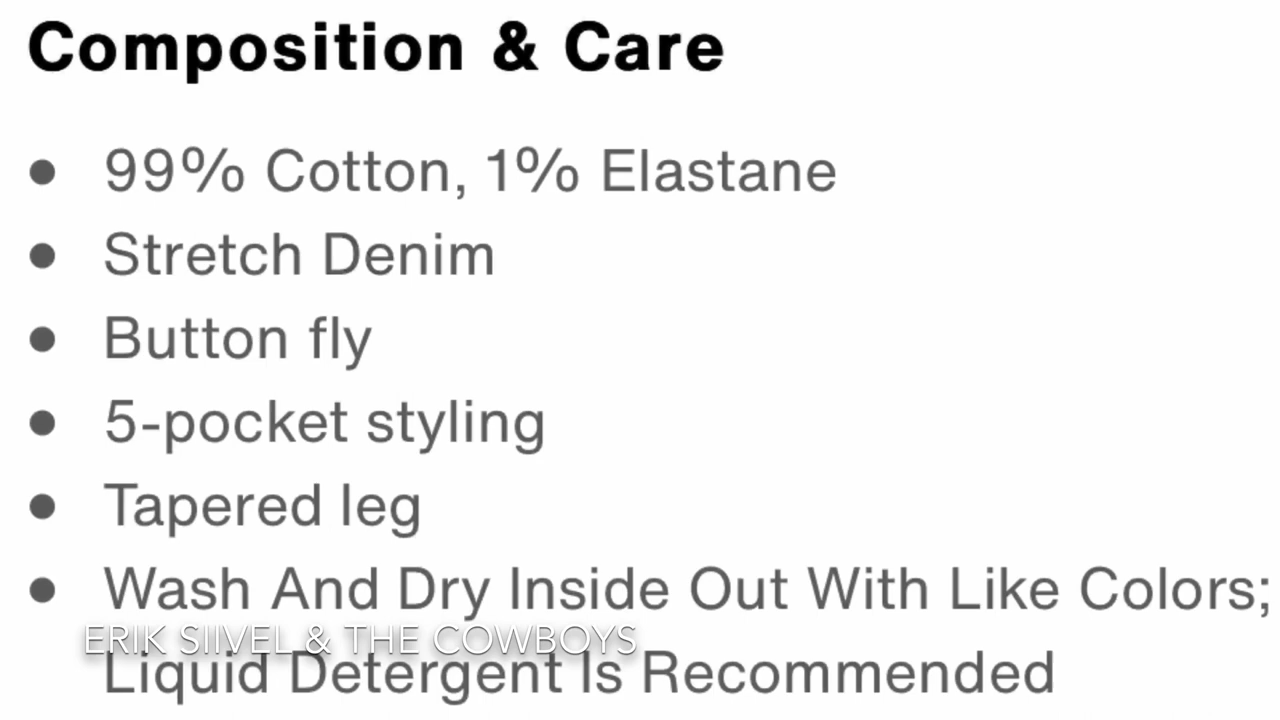 Composition & Care
● 99% Cotton, 1% Elastane
● Stretch Denim
● Button fly
● 5-pocket styling
● Tapered leg
● Wash And Dry Inside Out With Like Colors;
ERIK SIIVEL & THE COWBOYS
Liquid Detergent Is Recommended